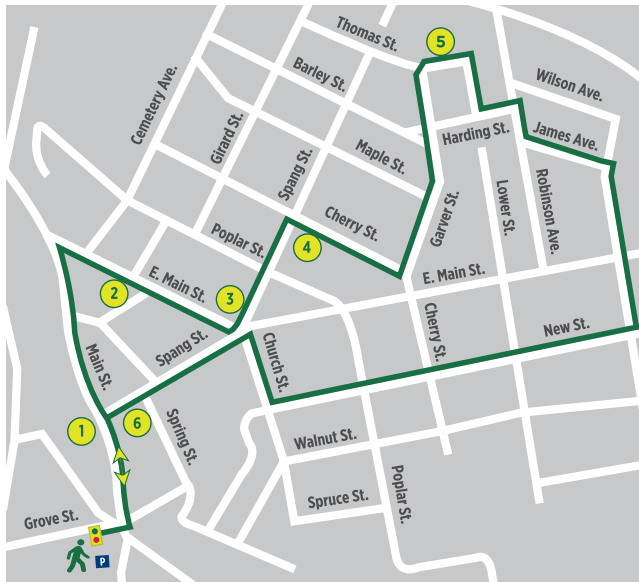 Thomas St.
5
Wilson Ave.
Barley St.
Cemetery Ave.
Girard St.
Harding St.
James Ave.
Maple St.
Spang St.
Lower St.
Robinson Ave.
Garver St.
Cherry St.
Poplar St.
4
E. Main St.
E. Main St.
2
3
Cherry St.
New St.
Spang St.
Church St.
Main St.
1
6
Spring St.
Walnut St.
Poplar St.
Spruce St.
Grove St.
P